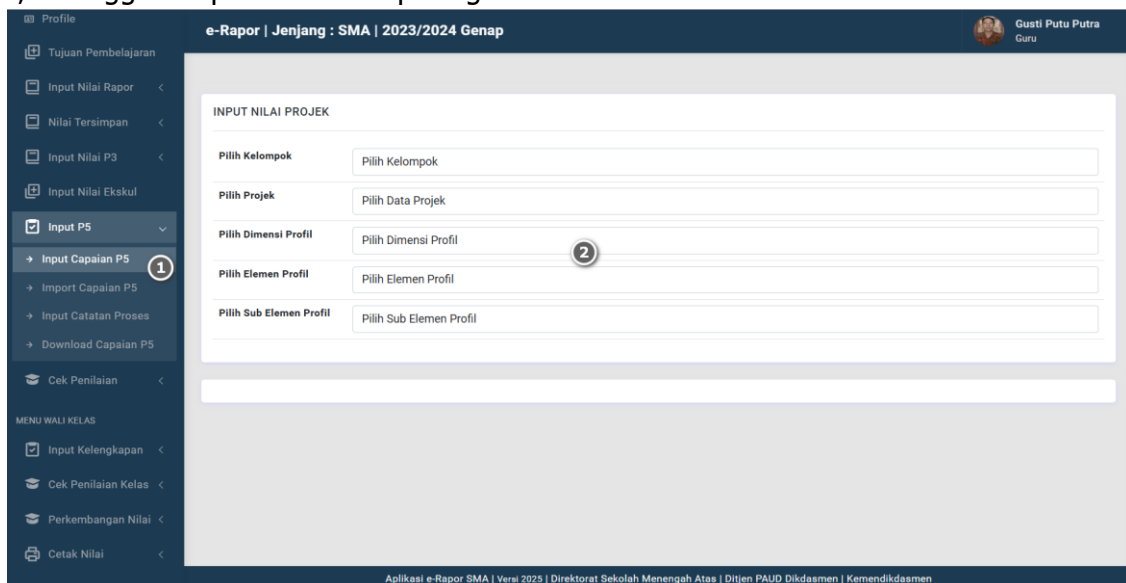 Profile
Tujuan Pembelajaran
Input Nilai Rapor
Nilai Tersimpan
Input Nilai P3
Input Nilai Ekskul
Input P5
Input Capaian P5
1
Import Capaian P5
Input Catatan Proses
Download Capaian P5
Cek Penilaian
MENU WALI KELAS
Input Kelengkapan
Cek Penilaian Kelas
Perkembangan Nilai
Cetak Nilai
e-Rapor | Jenjang : SMA | 2023/2024 Genap
Gusti Putu Putra
Guru
INPUT NILAI PROJEK
Pilih Kelompok
Pilih Kelompok
Pilih Projek
Pilih Data Projek
Pilih Dimensi Profil
Pilih Dimensi Profil
2
Pilih Elemen Profil
Pilih Elemen Profil
Pilih Sub Elemen Profil
Pilih Sub Elemen Profil
Aplikasi e-Rapor SMA | Versi 2025 | Direktorat Sekolah Menengah Atas | Ditjen PAUD Dikdasmen | Kemendikdasmen